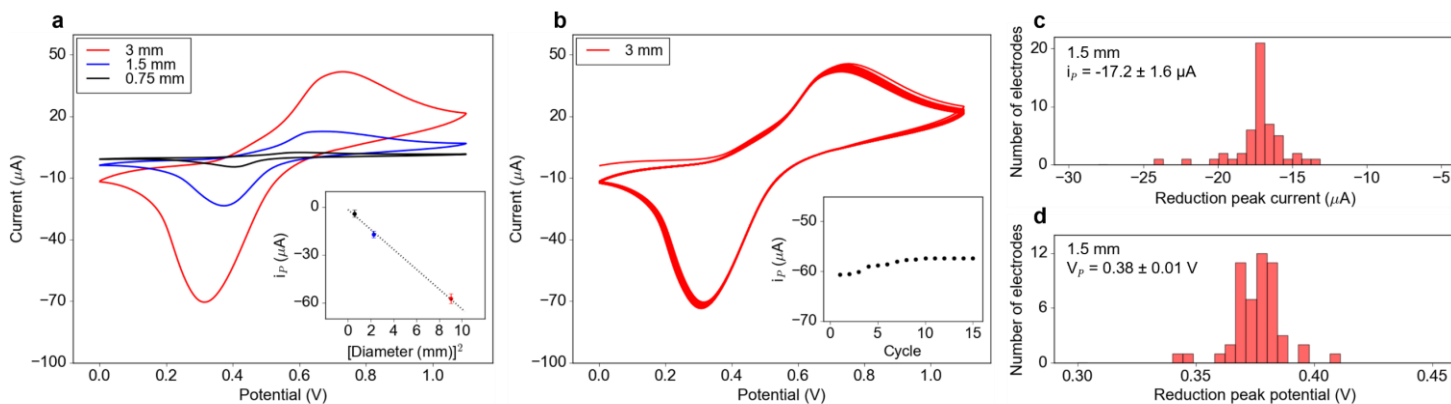 a
60
3 mm
1.5 mm
0.75 mm
50
20
−10
−40
−70
−100
Current (μA)
0.0 0.2 0.4 0.6 0.8 1.0
Potential (V)
0
−30
−60
iP (μA)
0 2 4 6 8 10
[Diameter (mm)]2
b
3 mm
50
20
−10
−40
−70
−100
Current (μA)
0.0 0.2 0.4 0.6 0.8 1.0
Potential (V)
−50
−60
−70
iP (μA)
0 5 10 15
Cycle
c
1.5 mm
iP = -17.2 ± 1.6 μA
20
10
0
Number of electrodes
−30 −25 −20 −15 −10 −5
Reduction peak current (μA)
d
1.5 mm
VP = 0.38 ± 0.01 V
12
6
0
Number of electrodes
0.30 0.35 0.40 0.45
Reduction peak potential (V)